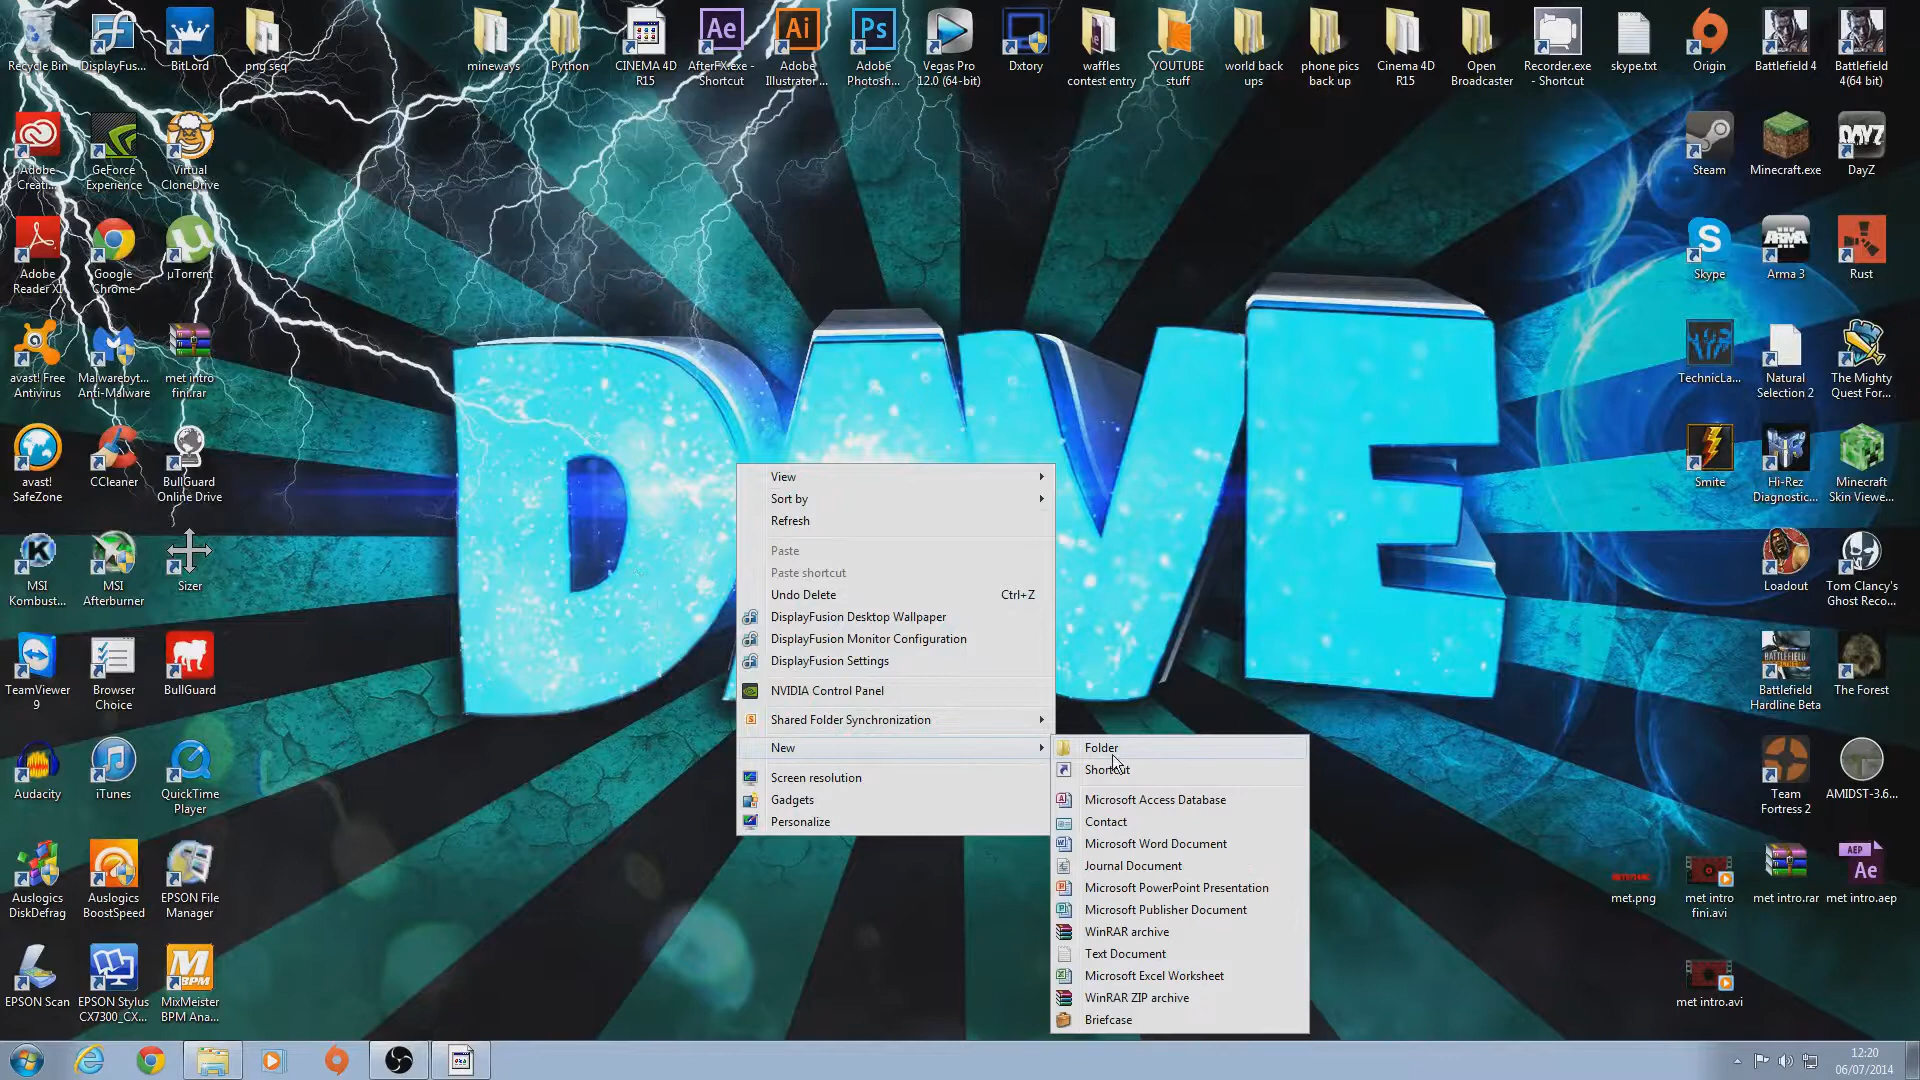 Recycle Bin
DisplayFus...
BitLord
png seq
mineways
Python
CINEMA 4D
R15
Ae
AfterFX.exe -
Shortcut
Ai
Adobe
Illustrator ...
Ps
Adobe
Photosh...
Vegas Pro
12.0 (64-bit)
Dxtory
waffles
contest entry
YOUTUBE
stuff
world back
ups
phone pics
back up
Cinema 4D
R15
Open
Broadcaster
Recorder.exe
- Shortcut
skype.txt
Origin
Battlefield 4
Battlefield
4(64 bit)
Adobe
Creati...
GeForce
Experience
Virtual
CloneDrive
Steam
Minecraft.exe
DAYZ
DayZ
Adobe
Reader XI
Google
Chrome
µTorrent
Skype
ARMA
Arma 3
Rust
avast! Free
Antivirus
Malwarebyt...
Anti-Malware
met intro
fini.rar
TechnicLa...
Natural
Selection 2
The Mighty
Quest For...
avast!
SafeZone
CCleaner
BullGuard
Online Drive
Smite
Hi-Rez
Diagnostic...
Minecraft
Skin Viewe...
MSI
Kombust...
MSI
Afterburner
Sizer
Loadout
Tom Clancy's
Ghost Reco...
TeamViewer
9
Browser
Choice
BullGuard
Battlefield
Hardline Beta
The Forest
Audacity
iTunes
QuickTime
Player
Team
Fortress 2
AMIDST-3.6...
Auslogics
DiskDefrag
Auslogics
BoostSpeed
EPSON File
Manager
met.png
met intro
fini.avi
met intro.rar
AEP
Ae
met intro.aep
EPSON Scan
EPSON Stylus
CX7300_CX...
BPM
MixMeister
BPM Ana...
met intro.avi
DAVE
View
Sort by
Refresh
Paste
Paste shortcut
Undo Delete Ctrl+Z
DisplayFusion Desktop Wallpaper
DisplayFusion Monitor Configuration
DisplayFusion Settings
NVIDIA Control Panel
Shared Folder Synchronization
New
Screen resolution
Gadgets
Personalize
Folder
Shortcut
Microsoft Access Database
Contact
Microsoft Word Document
Journal Document
Microsoft PowerPoint Presentation
Microsoft Publisher Document
WinRAR archive
Text Document
Microsoft Excel Worksheet
WinRAR ZIP archive
Briefcase
12:20
06/07/2014